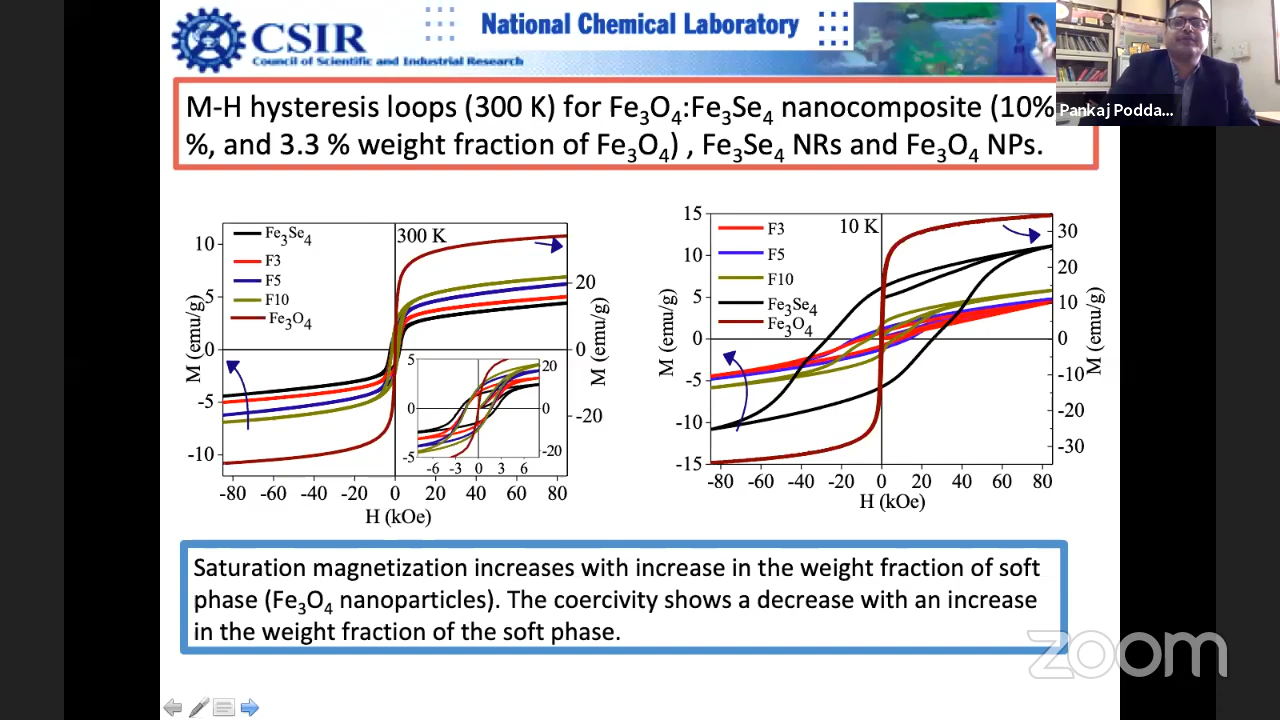 CSIR
Council of Scientific and Industrial Research
National Chemical Laboratory
Pankaj Podda...
M-H hysteresis loops (300 K) for Fe₃O₄:Fe₃Se₄ nanocomposite (10%
%, and 3.3 % weight fraction of Fe₃O₄) , Fe₃Se₄ NRs and Fe₃O₄ NPs.
300 K
Fe₃Se₄
F3
F5
F10
Fe₃O₄
M (emu/g)
10
5
0
-5
-10
20
0
-20
M (emu/g)
5
0
-5
20
0
-20
-6 -3 0 3 6
-80 -60 -40 -20 0 20 40 60 80
H (kOe)
10 K
F3
F5
F10
Fe₃Se₄
Fe₃O₄
M (emu/g)
15
10
5
0
-5
-10
-15
30
20
10
0
-10
-20
-30
M (emu/g)
-80 -60 -40 -20 0 20 40 60 80
H (kOe)
Saturation magnetization increases with increase in the weight fraction of soft
phase (Fe₃O₄ nanoparticles). The coercivity shows a decrease with an increase
in the weight fraction of the soft phase.
zoom